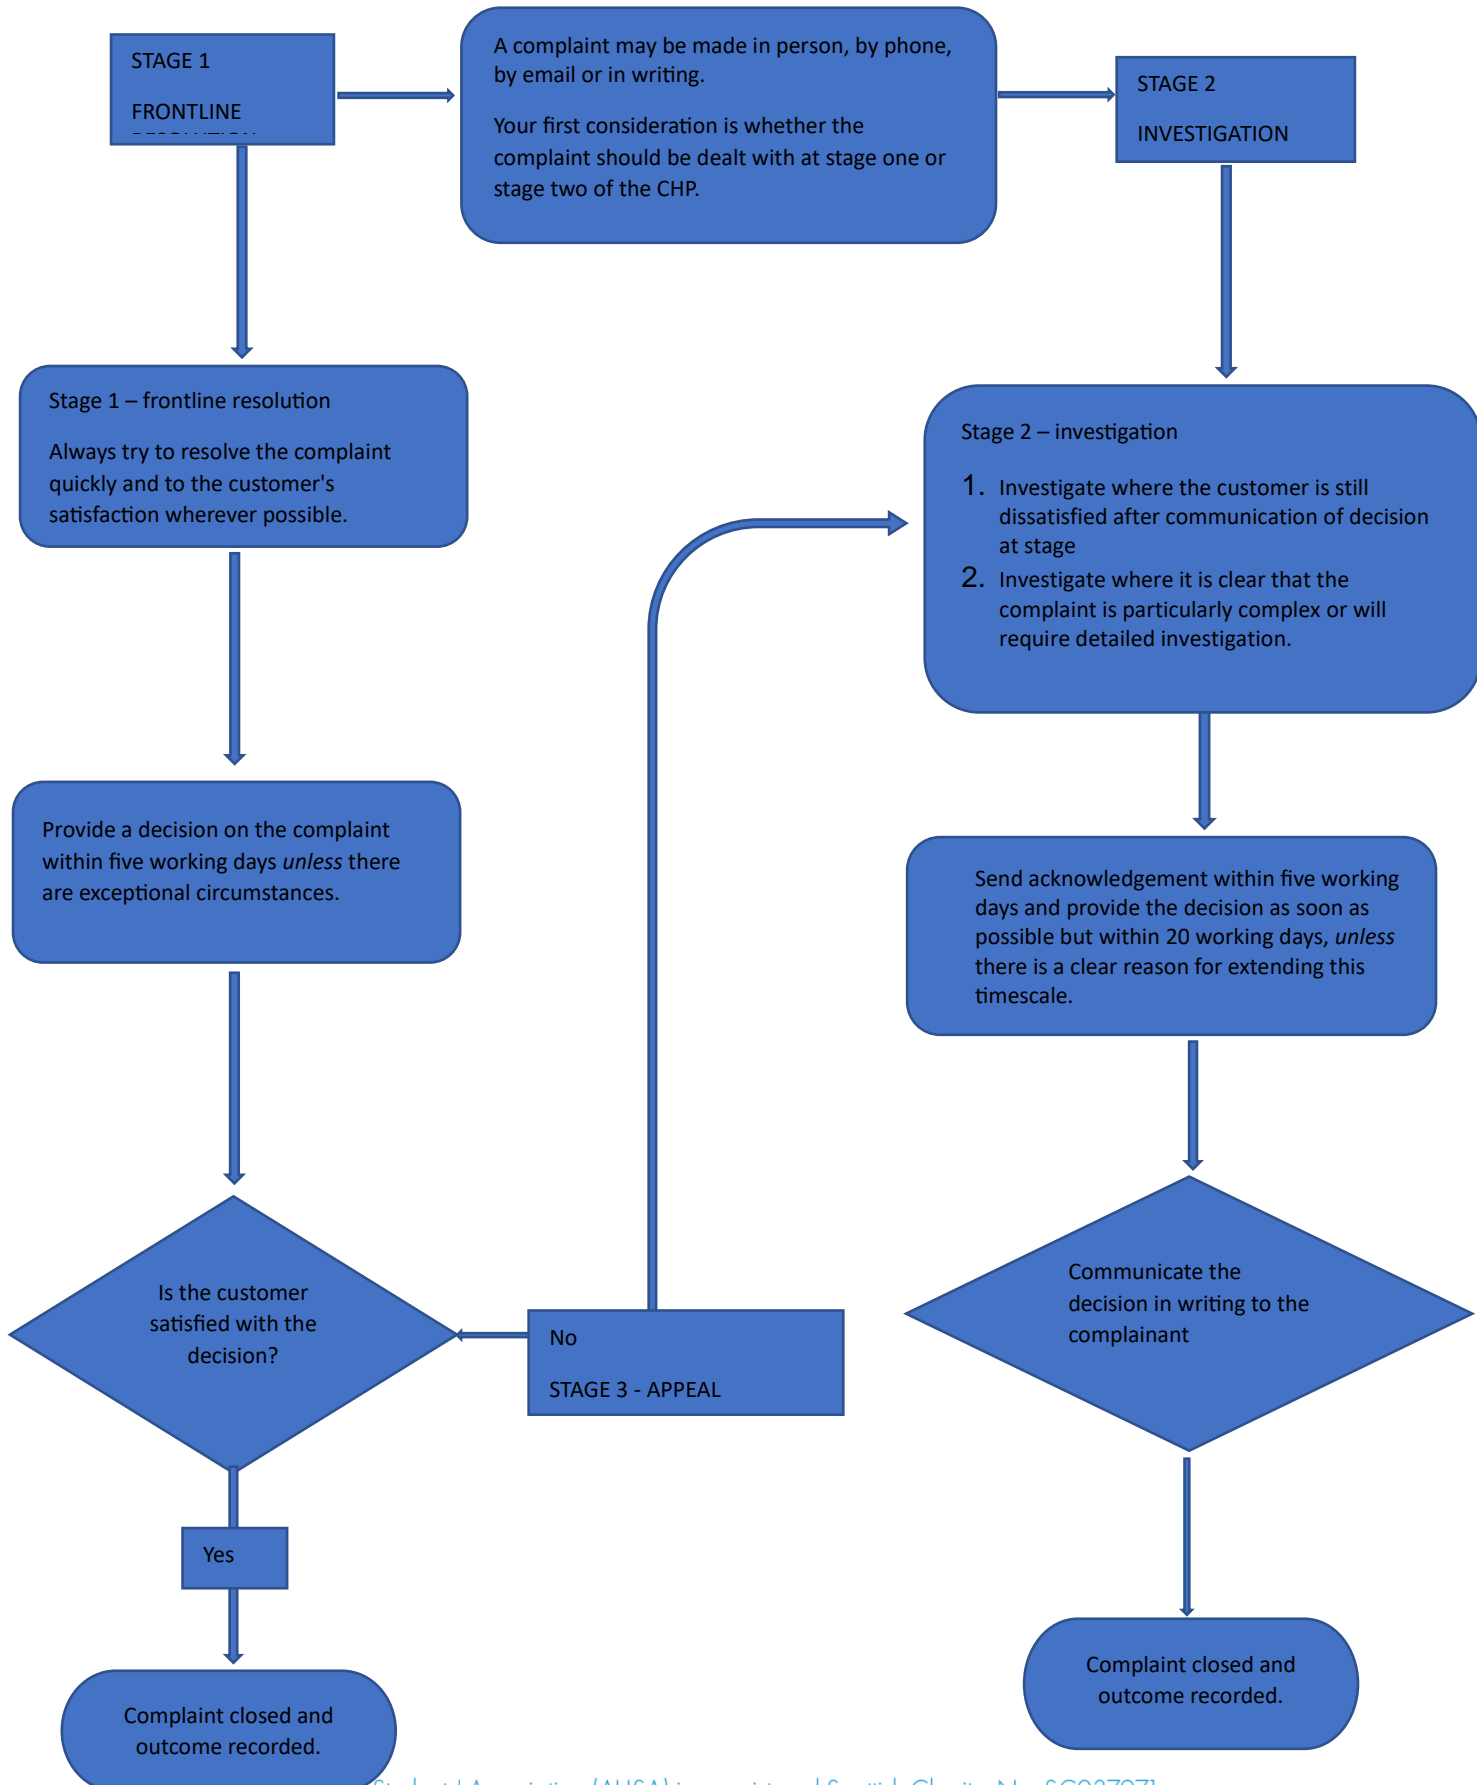 STAGE 1
FRONTLINE
A complaint may be made in person, by phone,
by email or in writing.
Your first consideration is whether the
complaint should be dealt with at stage one or
stage two of the CHP.
STAGE 2
INVESTIGATION
Stage 1 – frontline resolution
Always try to resolve the complaint
quickly and to the customer's
satisfaction wherever possible.
Stage 2 – investigation
1. Investigate where the customer is still
dissatisfied after communication of decision
at stage
2. Investigate where it is clear that the
complaint is particularly complex or will
require detailed investigation.
Provide a decision on the complaint
within five working days unless there
are exceptional circumstances.
Send acknowledgement within five working
days and provide the decision as soon as
possible but within 20 working days, unless
there is a clear reason for extending this
timescale.
Is the customer
satisfied with the
decision?
No
STAGE 3 - APPEAL
Communicate the
decision in writing to the
complainant
Yes
Complaint closed and
outcome recorded.
Complaint closed and
outcome recorded.